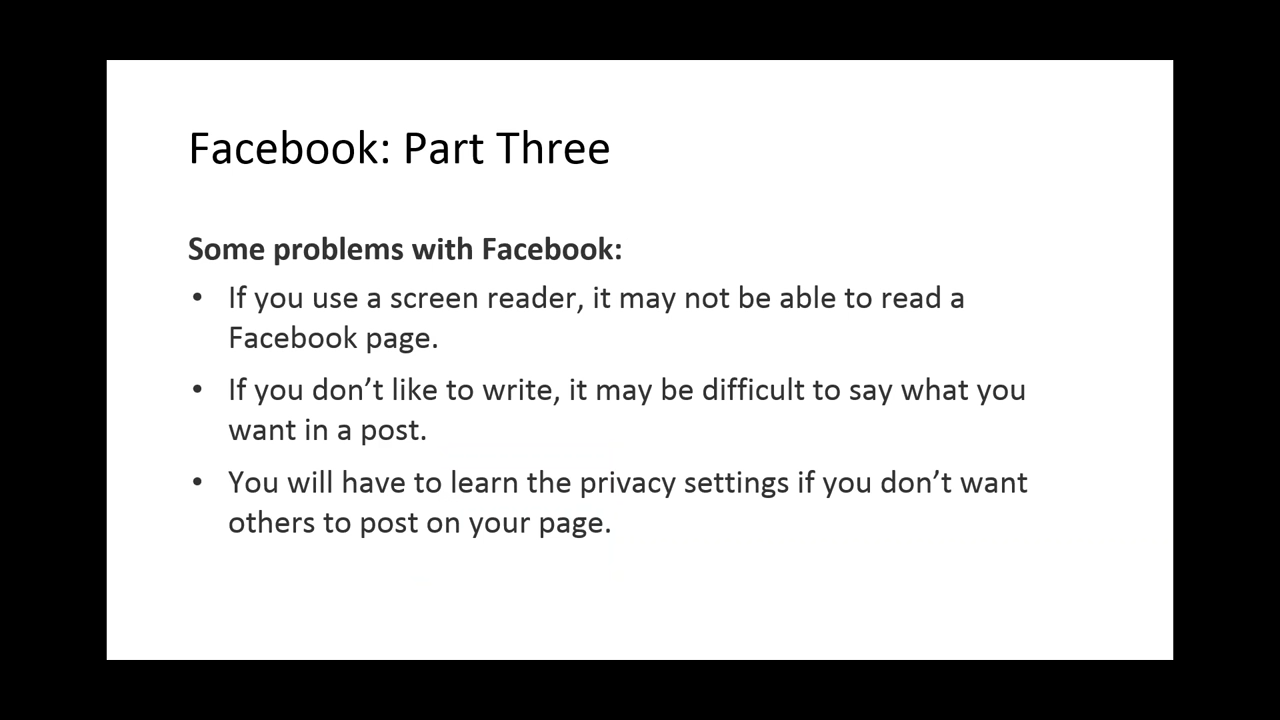 Facebook: Part Three
Some problems with Facebook:
• If you use a screen reader, it may not be able to read a
Facebook page.
• If you don’t like to write, it may be difficult to say what you
want in a post.
• You will have to learn the privacy settings if you don’t want
others to post on your page.